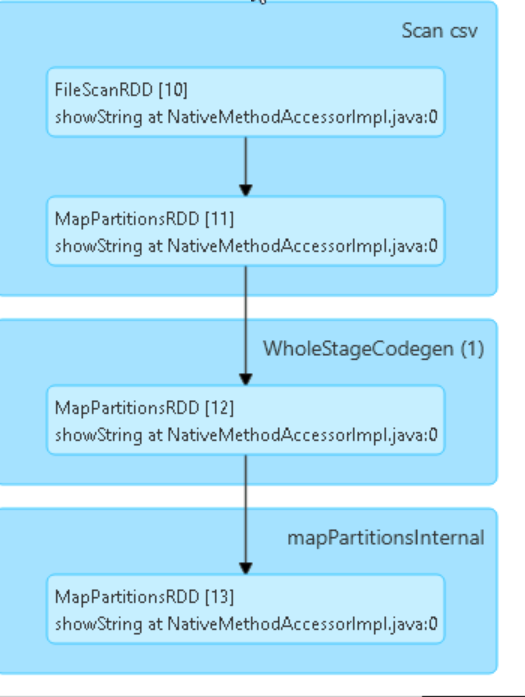 Scan csv
FileScanRDD [10]
showString at NativeMethodAccessorImpl.java:0
MapPartitionsRDD [11]
showString at NativeMethodAccessorImpl.java:0
WholeStageCodegen (1)
MapPartitionsRDD [12]
showString at NativeMethodAccessorImpl.java:0
mapPartitionsInternal
MapPartitionsRDD [13]
showString at NativeMethodAccessorImpl.java:0